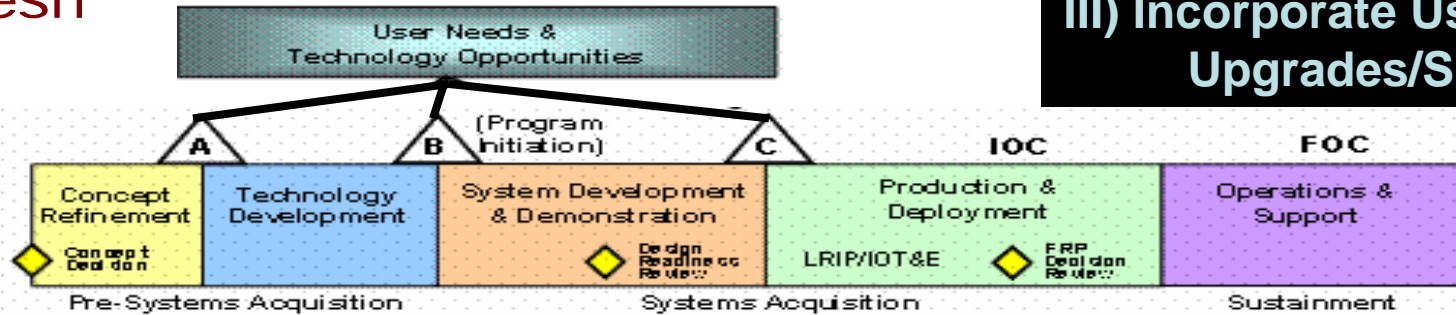 esh
III) Incorporate Us
Upgrades/S
User Needs &
Technology Opportunities
A
B
(Program
Initiation)
C
IOC
FOC
Concept
Refinement
Technology
Development
System Development
& Demonstration
Production &
Deployment
Operations &
Support
Concept
Decision
Design
Readiness
Review
LRIP/IOT&E
FRP
Decision
Review
Pre-Systems Acquisition
Systems Acquisition
Sustainment